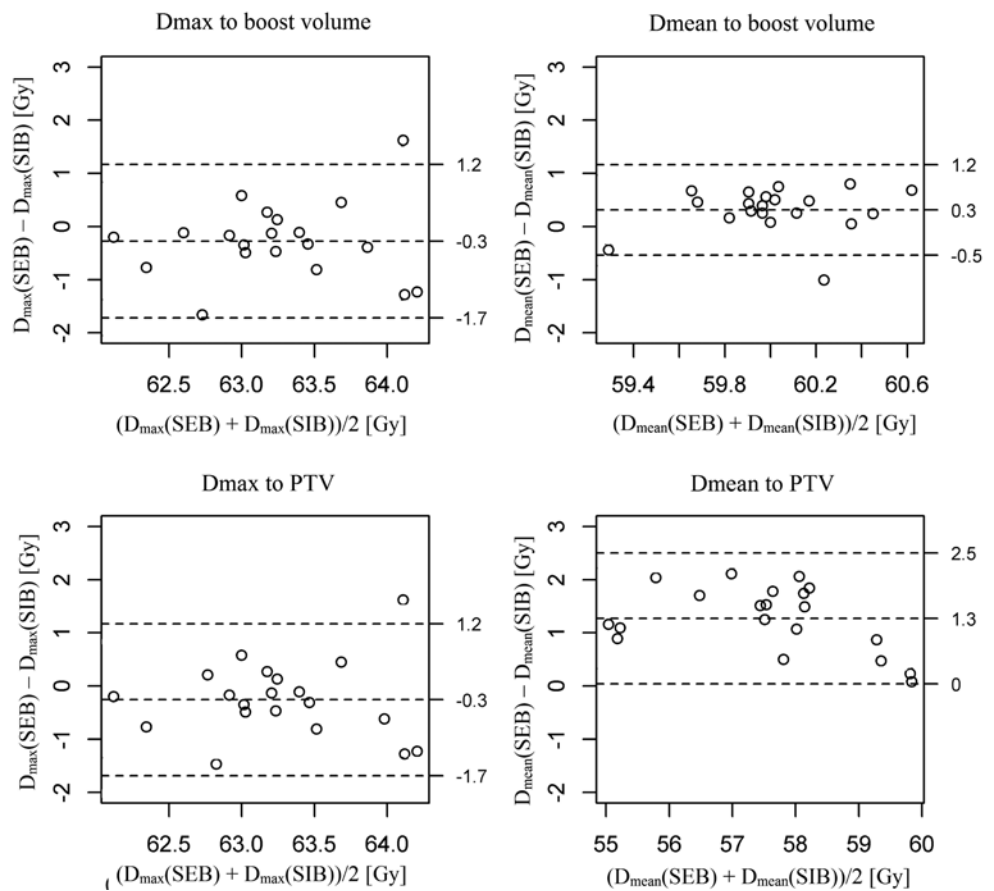 Dmax to boost volume
Dmax(SEB) − Dmax(SIB) [Gy]
3
2
1
0
-1
-2
1.2
-0.3
-1.7
62.5 63.0 63.5 64.0
(Dmax(SEB) + Dmax(SIB))/2 [Gy]
Dmean to boost volume
Dmean(SEB) − Dmean(SIB) [Gy]
3
2
1
0
-1
-2
1.2
0.3
-0.5
59.4 59.8 60.2 60.6
(Dmean(SEB) + Dmean(SIB))/2 [Gy]
Dmax to PTV
Dmax(SEB) − Dmax(SIB) [Gy]
3
2
1
0
-1
-2
1.2
-0.3
-1.7
62.5 63.0 63.5 64.0
(Dmax(SEB) + Dmax(SIB))/2 [Gy]
Dmean to PTV
Dmean(SEB) − Dmean(SIB) [Gy]
3
2
1
0
-1
-2
2.5
1.3
0
55 56 57 58 59 60
(Dmean(SEB) + Dmean(SIB))/2 [Gy]